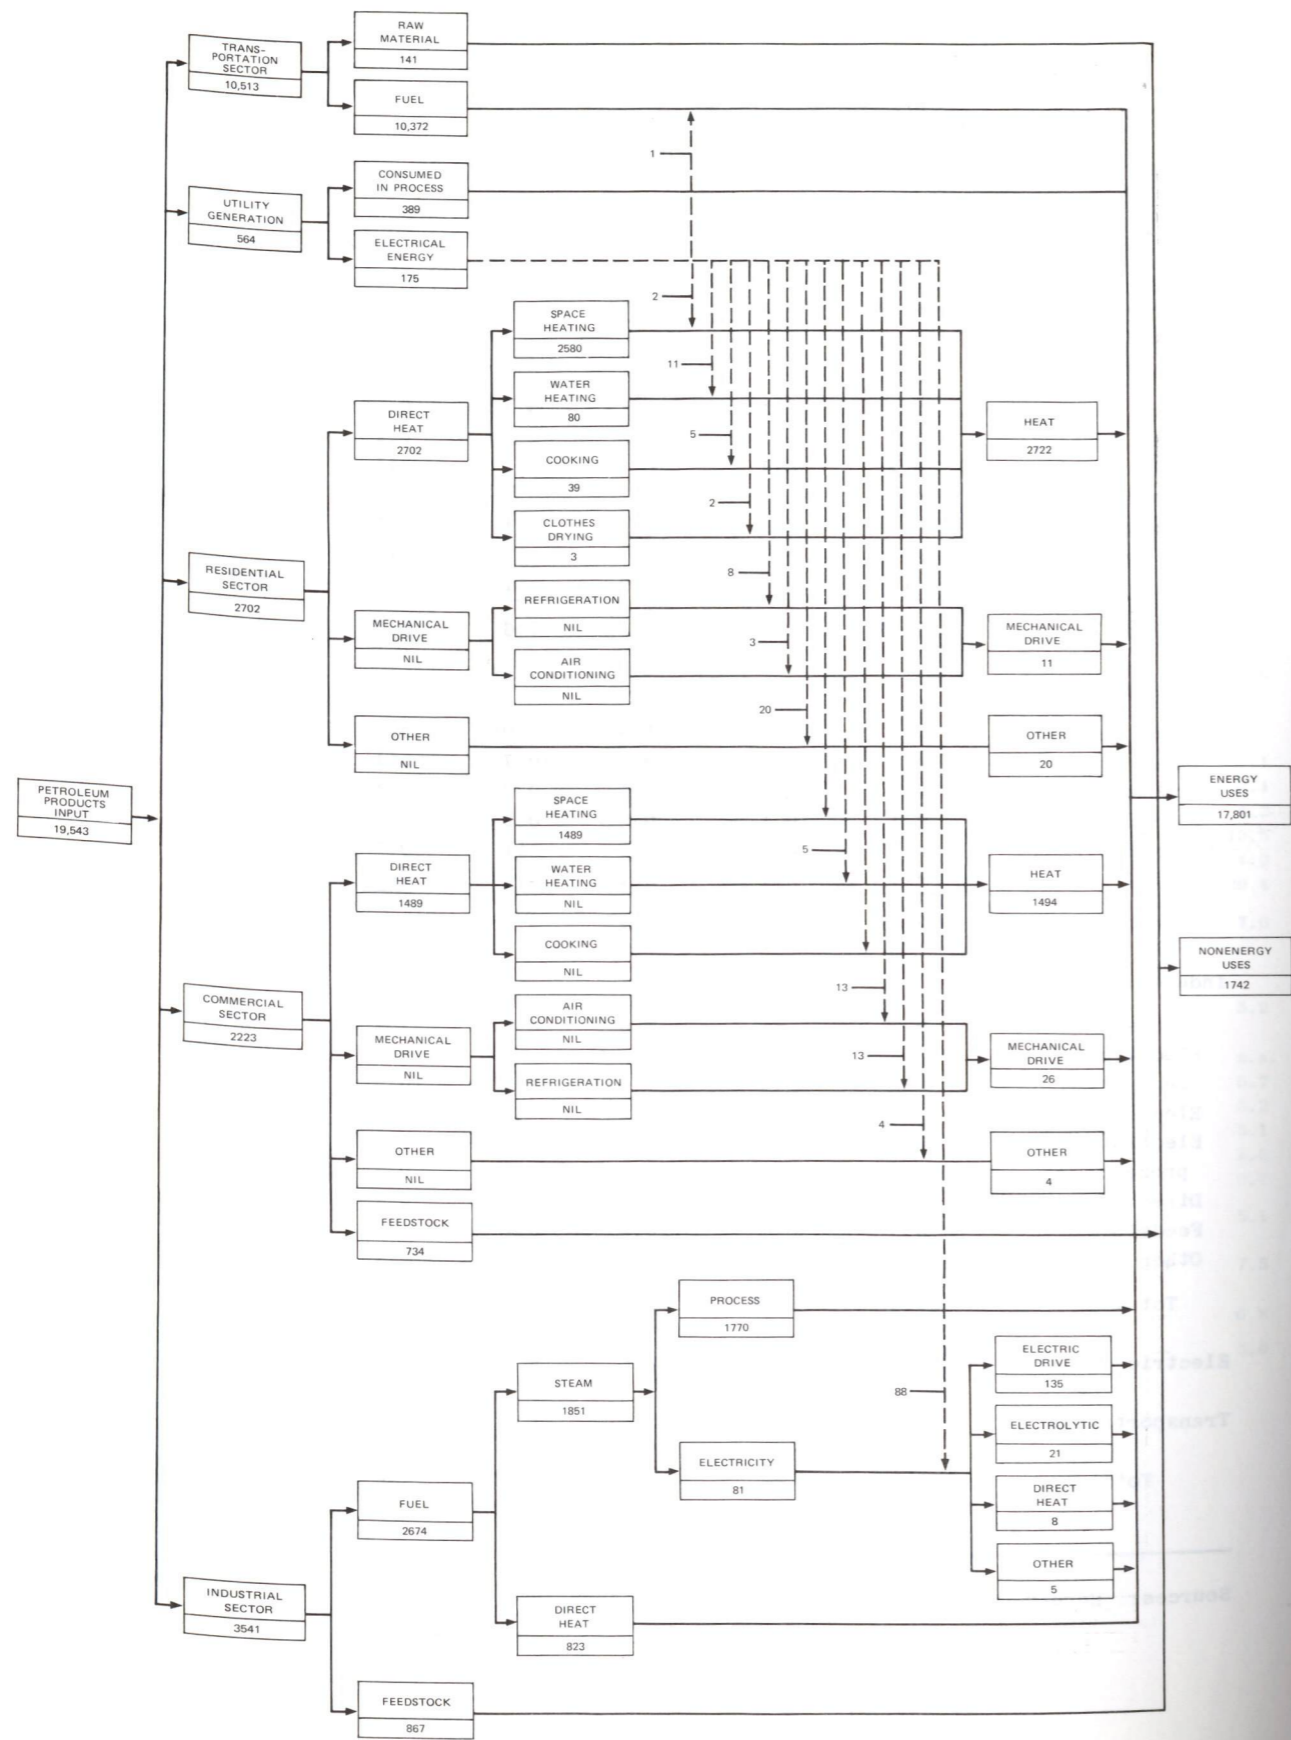 RAW
MATERIAL
141
TRANS-
PORTATION
SECTOR
10,513
FUEL
10,372
1
CONSUMED
IN PROCESS
389
UTILITY
GENERATION
564
ELECTRICAL
ENERGY
175
2
SPACE
HEATING
2580
11
WATER
HEATING
80
DIRECT
HEAT
2702
5
COOKING
39
HEAT
2722
2
CLOTHES
DRYING
3
RESIDENTIAL
SECTOR
2702
8
REFRIGERATION
NIL
MECHANICAL
DRIVE
NIL
3
AIR
CONDITIONING
NIL
MECHANICAL
DRIVE
11
20
OTHER
NIL
OTHER
20
PETROLEUM
PRODUCTS
INPUT
19,543
SPACE
HEATING
1489
ENERGY
USES
17,801
5
DIRECT
HEAT
1489
WATER
HEATING
NIL
HEAT
1494
COOKING
NIL
NONENERGY
USES
1742
COMMERCIAL
SECTOR
2223
13
AIR
CONDITIONING
NIL
MECHANICAL
DRIVE
NIL
13
REFRIGERATION
NIL
MECHANICAL
DRIVE
26
4
OTHER
NIL
OTHER
4
FEEDSTOCK
734
PROCESS
1770
STEAM
1851
88
ELECTRIC
DRIVE
135
ELECTRICITY
81
ELECTROLYTIC
21
FUEL
2674
DIRECT
HEAT
8
OTHER
5
INDUSTRIAL
SECTOR
3541
DIRECT
HEAT
823
FEEDSTOCK
867